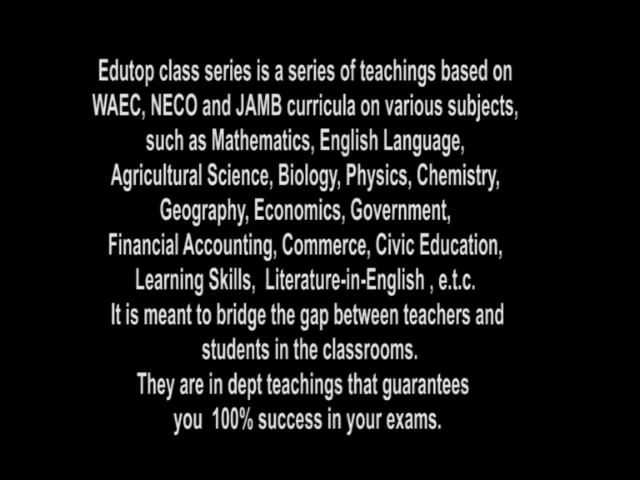 Edutop class series is a series of teachings based on
WAEC, NECO and JAMB curricula on various subjects,
such as Mathematics, English Language,
Agricultural Science, Biology, Physics, Chemistry,
Geography, Economics, Government,
Financial Accounting, Commerce, Civic Education,
Learning Skills,  Literature-in-English , e.t.c.
It is meant to bridge the gap between teachers and
students in the classrooms.
They are in dept teachings that guarantees
you  100% success in your exams.